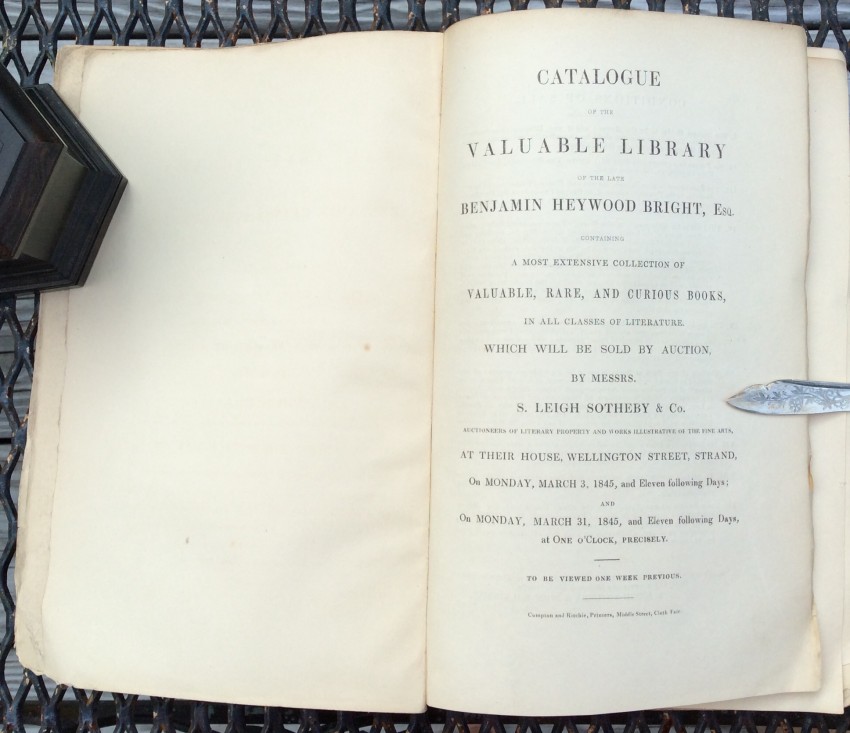 CATALOGUE
OF THE
VALUABLE LIBRARY
OF THE LATE
BENJAMIN HEYWOOD BRIGHT, Esq.
CONTAINING
A MOST EXTENSIVE COLLECTION OF
VALUABLE, RARE, AND CURIOUS BOOKS,
IN ALL CLASSES OF LITERATURE.
WHICH WILL BE SOLD BY AUCTION,
BY MESSRS.
S. LEIGH SOTHEBY & Co.
AUCTIONEERS OF LITERARY PROPERTY AND WORKS ILLUSTRATIVE OF THE FINE ARTS,
AT THEIR HOUSE, WELLINGTON STREET, STRAND,
On MONDAY, MARCH 3, 1845, and Eleven following Days;
AND
On MONDAY, MARCH 31, 1845, and Eleven following Days,
at One o'Clock, precisely.
TO BE VIEWED ONE WEEK PREVIOUS.
Compton and Ritchie, Printers, Middle Street, Cloth Fair.